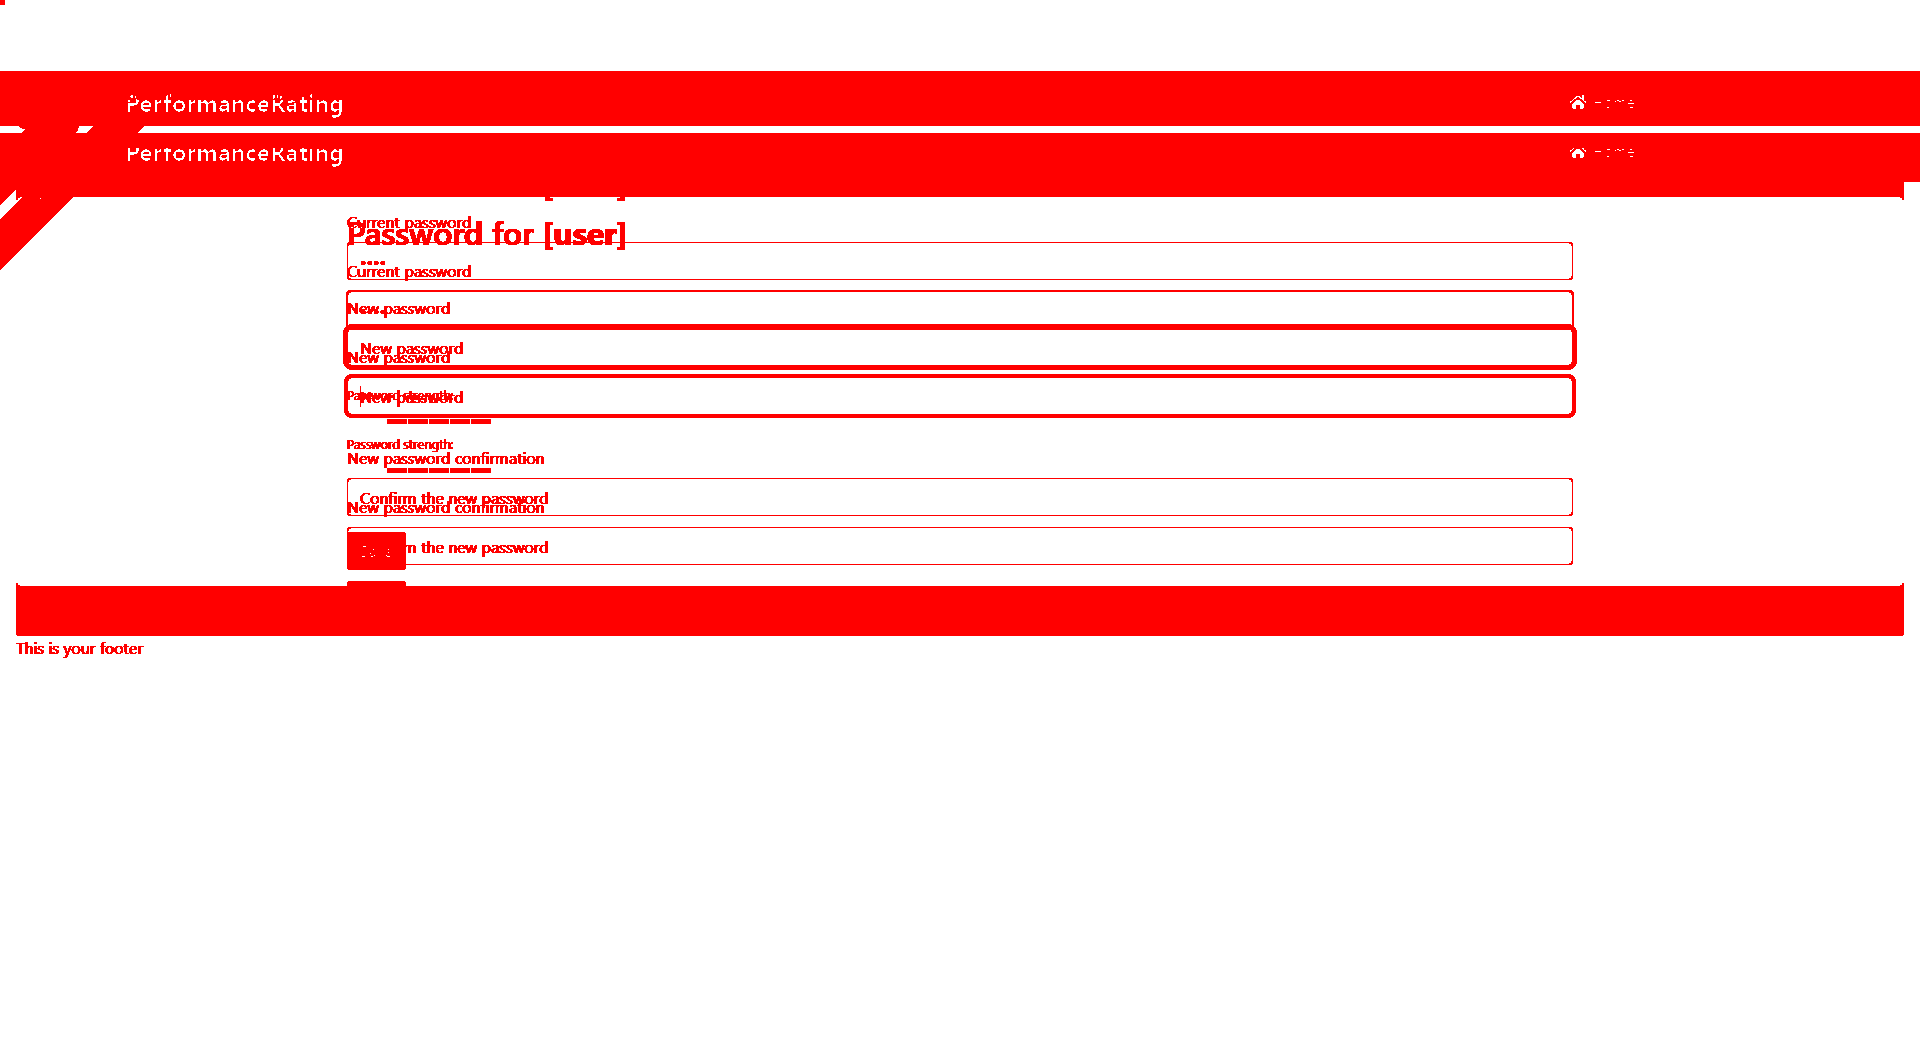 PerformanceRating Home
PerformanceRating Home
Current password
Password for [user]
Current password
New password
New password
New password
New password
Password strength:
Password strength:
New password confirmation
Confirm the new password
New password confirmation
the new password
This is your footer